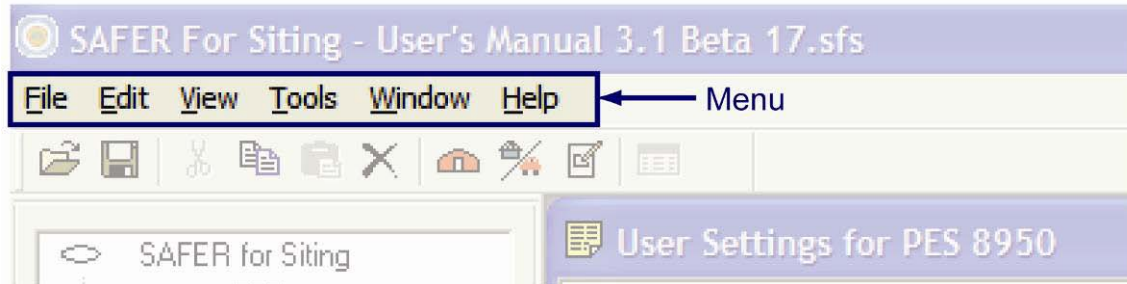 SAFER For Siting - User's Manual 3.1 Beta 17.sfs
File Edit View Tools Window Help Menu
SAFER for Siting
User Settings for PES 8950